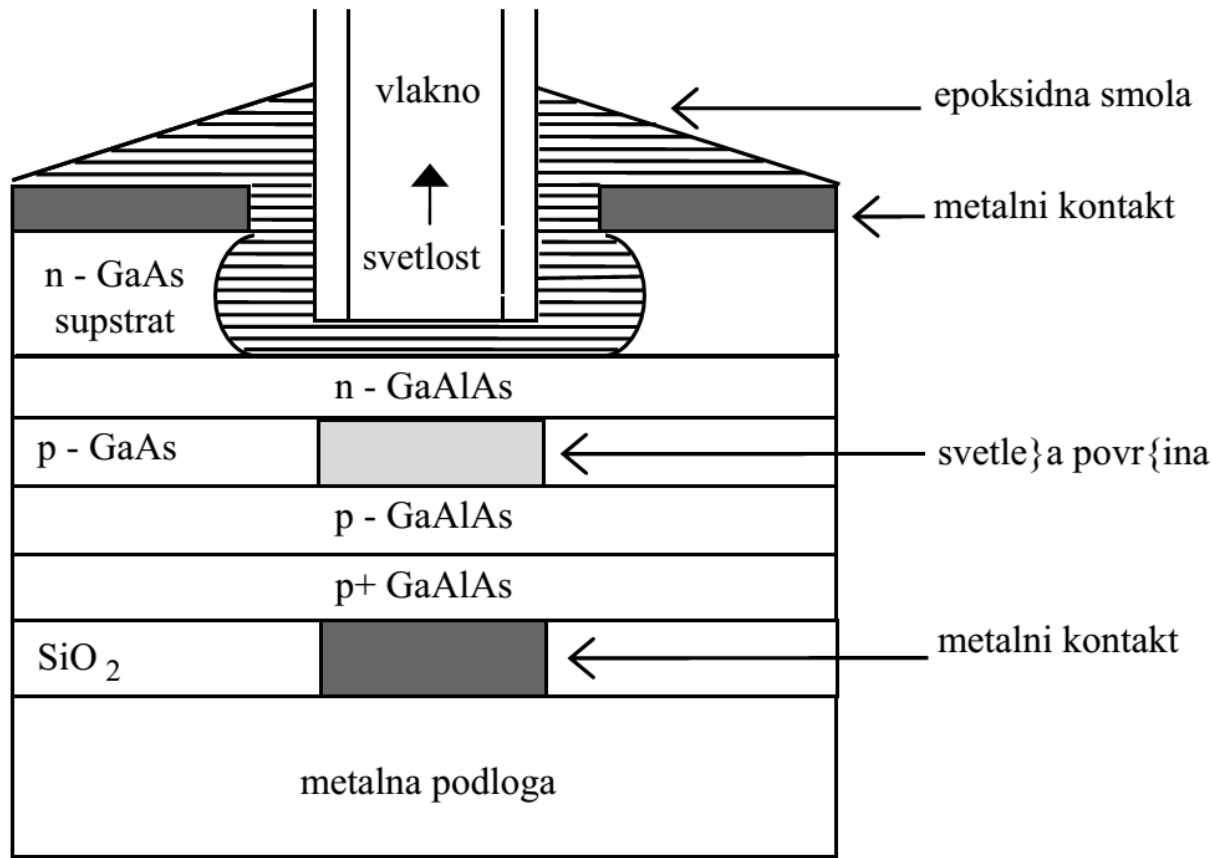 vlakno
epoksidna smola
metalni kontakt
svetlost
n - GaAs
supstrat
n - GaAlAs
p - GaAs
svetle}a povr{ina
p - GaAlAs
p+ GaAlAs
metalni kontakt
SiO 2
metalna podloga